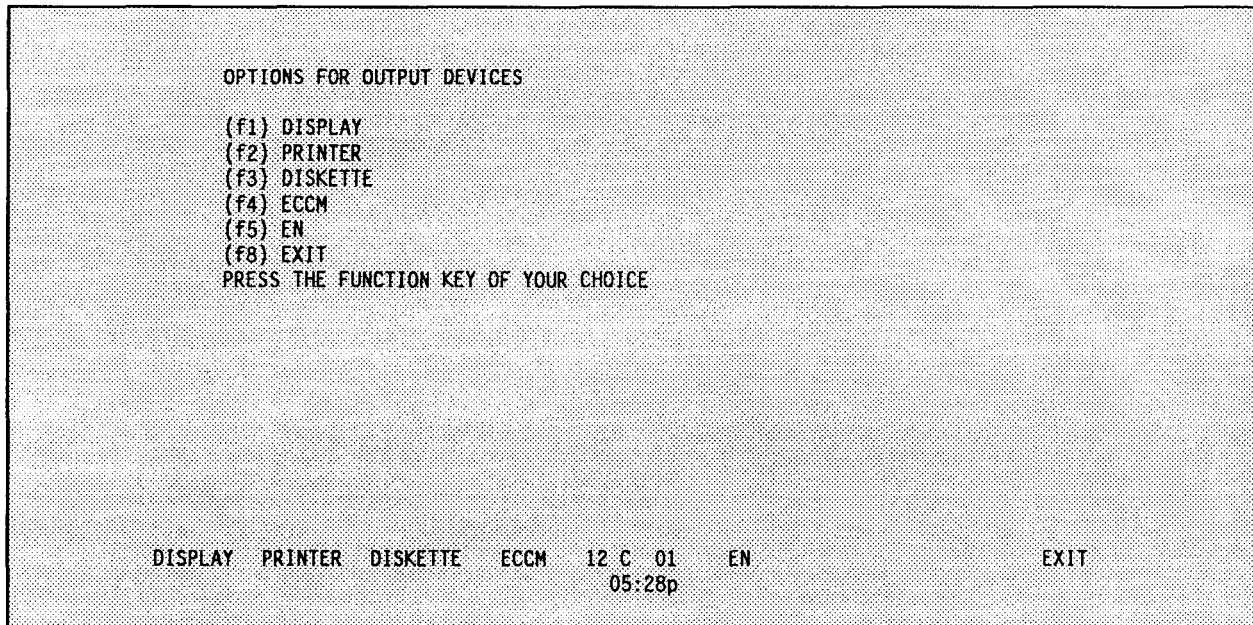 OPTIONS FOR OUTPUT DEVICES
(f1) DISPLAY
(f2) PRINTER
(f3) DISKETTE
(f4) ECCM
(f5) EN
(f8) EXIT
PRESS THE FUNCTION KEY OF YOUR CHOICE
DISPLAY PRINTER DISKETTE ECCM 12 C 01 EN EXIT
05:28p